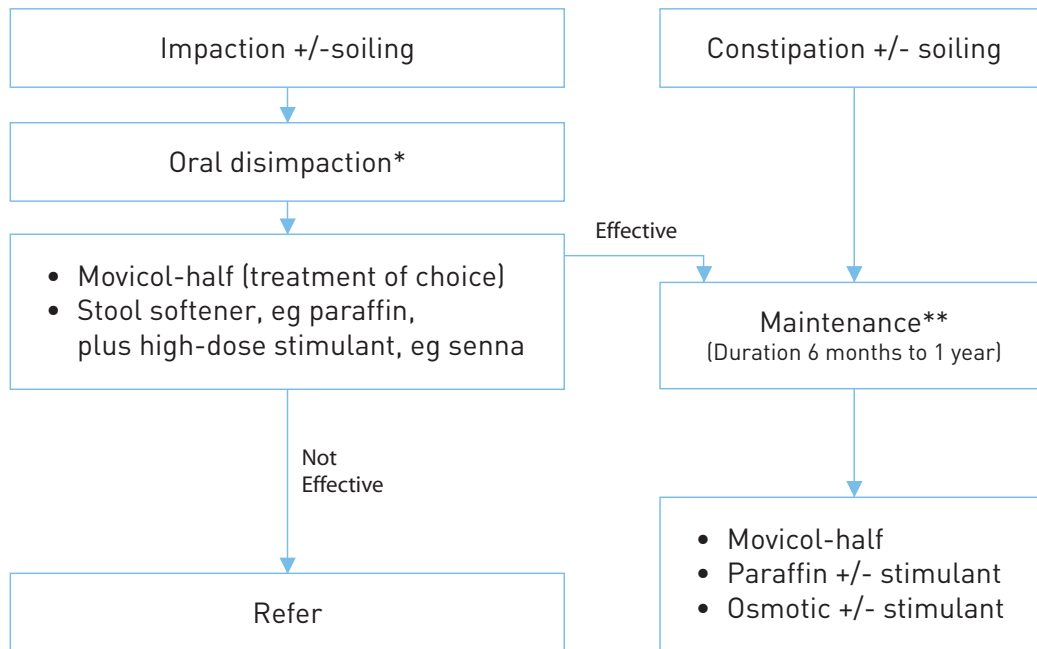 Impaction +/-soiling
Oral disimpaction*
• Movicol-half (treatment of choice)
• Stool softener, eg paraffin,
plus high-dose stimulant, eg senna
Not
Effective
Refer
Effective
Constipation +/- soiling
Maintenance**
(Duration 6 months to 1 year)
• Movicol-half
• Paraffin +/- stimulant
• Osmotic +/- stimulant